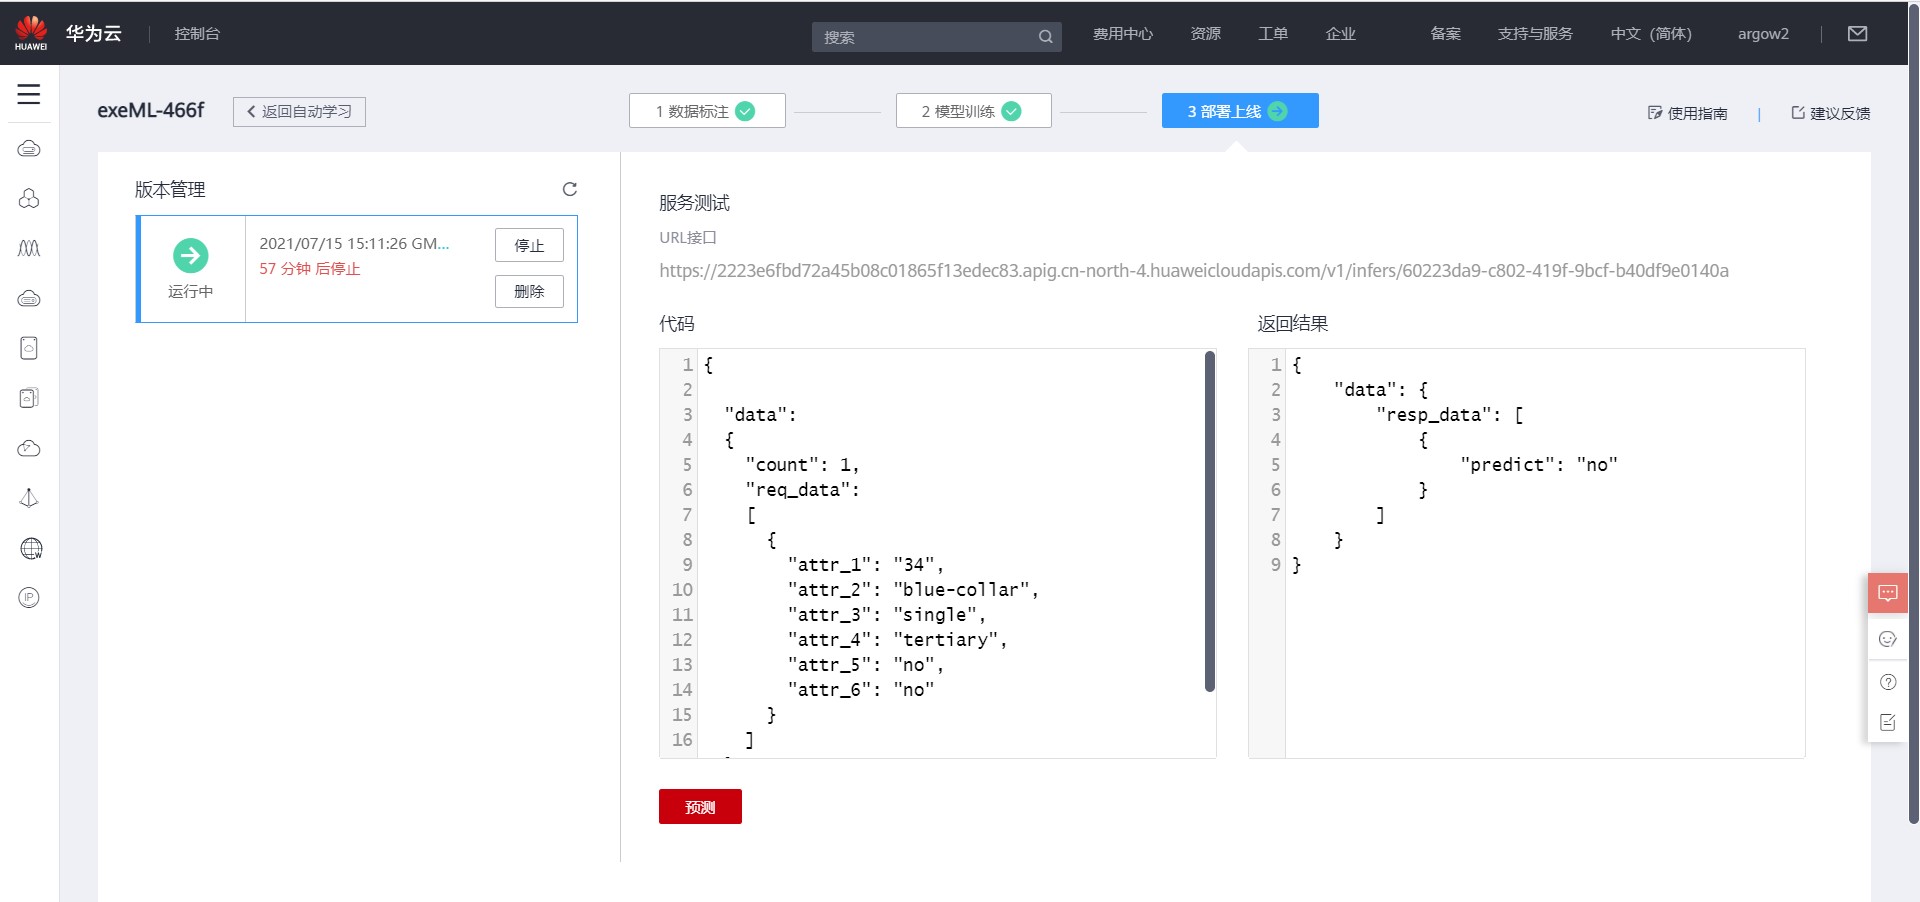 HUAWEI
华为云
控制台
搜索
费用中心
资源
工单
企业
备案
支持与服务
中文（简体）
argow2
exeML-466f
返回自动学习
1 数据标注
2 模型训练
3 部署上线
使用指南
建议反馈
版本管理
运行中
2021/07/15 15:11:26 GM...
57 分钟 后停止
停止
删除
服务测试
URL接口
https://2223e6fbd72a45b08c01865f13edec83.apig.cn-north-4.huaweicloudapis.com/v1/infers/60223da9-c802-419f-9bcf-b40df9e0140a
代码
1 {
2
3 "data":
4 {
5 "count": 1,
6 "req_data":
7 [
8 {
9 "attr_1": "34",
10 "attr_2": "blue-collar",
11 "attr_3": "single",
12 "attr_4": "tertiary",
13 "attr_5": "no",
14 "attr_6": "no"
15 }
16 ]
返回结果
1 {
2 "data": {
3 "resp_data": [
4 {
5 "predict": "no"
6 }
7 ]
8 }
9 }
预测
IP